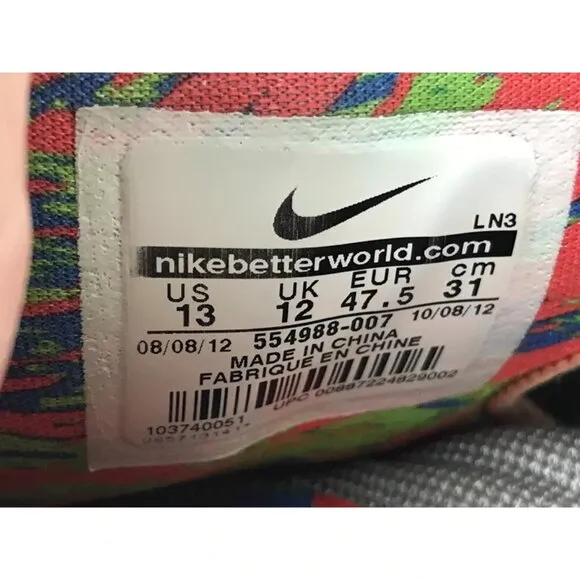 LN3
nikebetterworld.com
US UK EUR cm
13 12 47.5 31
08/08/12 554988-007 10/08/12
MADE IN CHINA
FABRIQUE EN CHINE
UPC 00887224829002
103740051